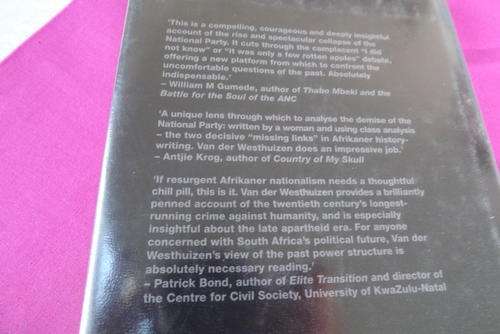 'This is a compelling, courageous and deeply insightful
account of the rise and spectacular collapse of the
National Party. It cuts through the complacent "I did
not know" or "it was only a few rotten apples" debate,
offering a new platform from which to confront the
uncomfortable questions of the past. Absolutely
indispensable.'
– William M Gumede, author of Thabo Mbeki and the
Battle for the Soul of the ANC
'A unique lens through which to analyse the demise of the
National Party: written by a woman and using class analysis
– the two decisive "missing links" in Afrikaner history-
writing. Van der Westhuizen does an impressive job.'
– Antjie Krog, author of Country of My Skull
'If resurgent Afrikaner nationalism needs a thoughtful
chill pill, this is it. Van der Westhuizen provides a brilliantly
penned account of the twentieth century's longest-
running crime against humanity, and is especially
insightful about the late apartheid era. For anyone
concerned with South Africa's political future, Van der
Westhuizen's view of the past power structure is
absolutely necessary reading.'
– Patrick Bond, author of Elite Transition and director of
the Centre for Civil Society, University of KwaZulu-Natal